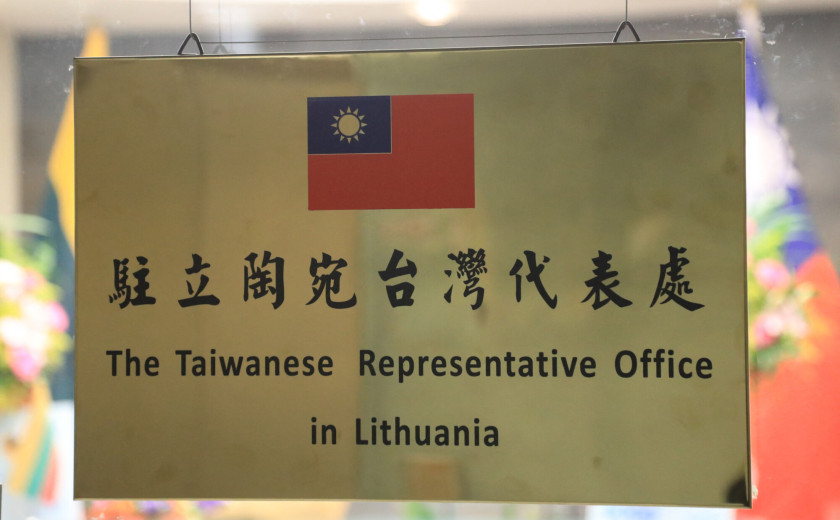 駐立陶宛台灣代表處
The Taiwanese Representative Office
in Lithuania